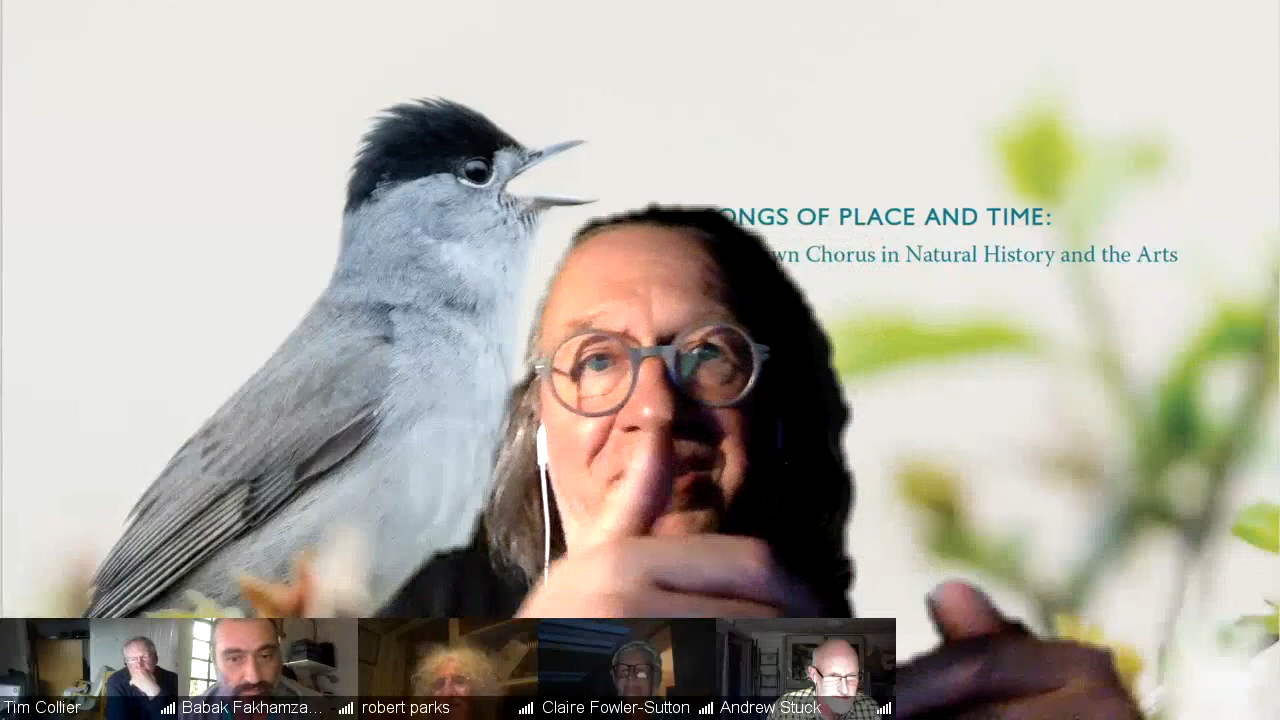 ONGS OF PLACE AND TIME:
wn Chorus in Natural History and the Arts
Tim Collier
Babak Fakhamza...
robert parks
Claire Fowler-Sutton
Andrew Stuck